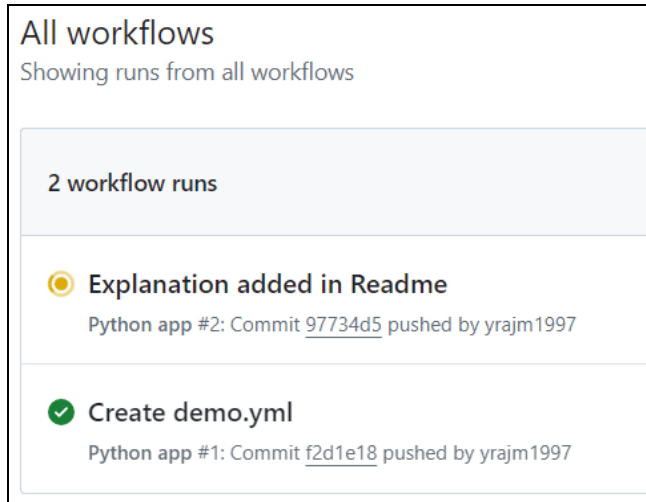 All workflows
Showing runs from all workflows
2 workflow runs
Explanation added in Readme
Python app #2: Commit 97734d5 pushed by yrajm1997
Create demo.yml
Python app #1: Commit f2d1e18 pushed by yrajm1997